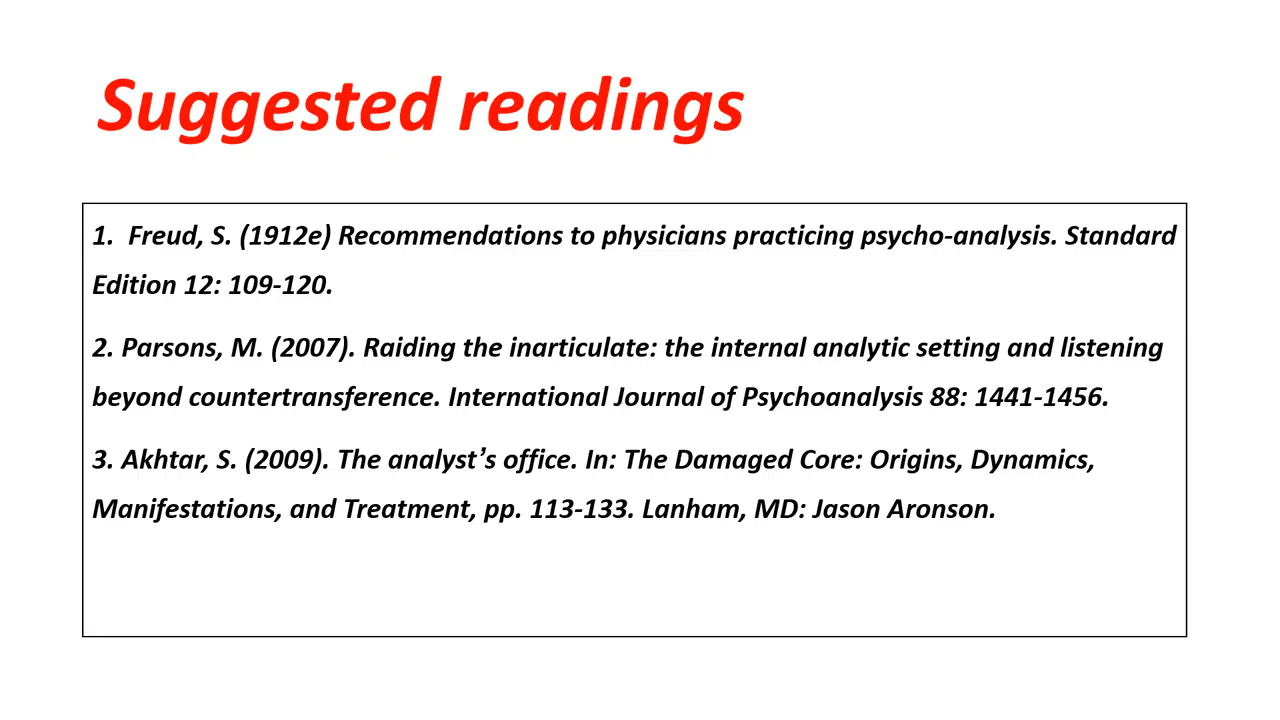 Suggested readings
1.  Freud, S. (1912e) Recommendations to physicians practicing psycho-analysis. Standard
Edition 12: 109-120.
2. Parsons, M. (2007). Raiding the inarticulate: the internal analytic setting and listening
beyond countertransference. International Journal of Psychoanalysis 88: 1441-1456.
3. Akhtar, S. (2009). The analyst’s office. In: The Damaged Core: Origins, Dynamics,
Manifestations, and Treatment, pp. 113-133. Lanham, MD: Jason Aronson.